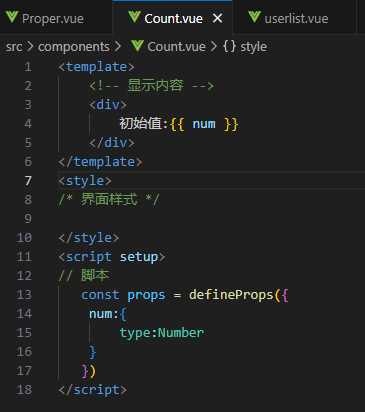 Proper.vue Count.vue × userlist.vue
src > components > Count.vue > {} style
1 <template>
2 <!-- 显示内容 -->
3 <div>
4 初始值:{{ num }}
5 </div>
6 </template>
7 <style>
8 /* 界面样式 */
9
10 </style>
11 <script setup>
12 // 脚本
13 const props = defineProps({
14 num:{
15 type:Number
16 }
17 })
18 </script>